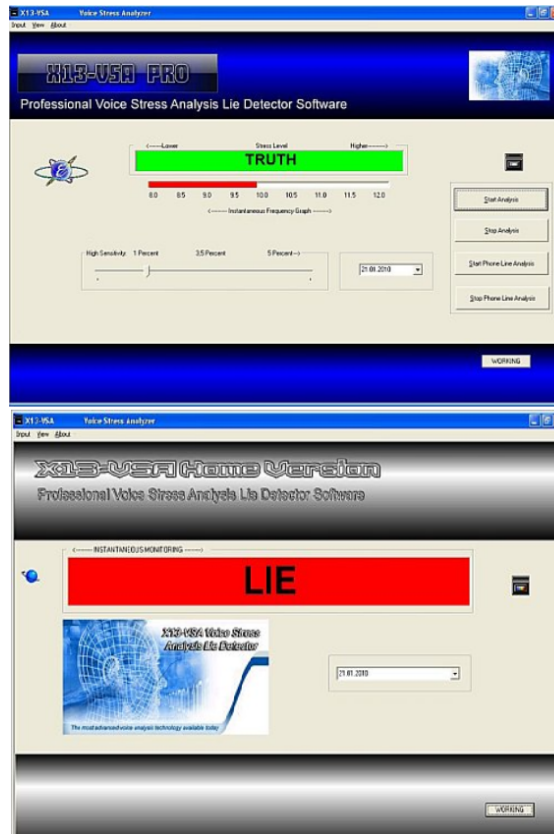 X13-VSA Voice Stress Analyzer
Input View About
X13-VSA PRO
Professional Voice Stress Analysis Lie Detector Software
<-----Lower Stress Level Higher----->
TRUTH
8.0 8.5 9.0 9.5 10.0 10.5 11.0 11.5 12.0
<----- Instantaneous Frequency Graph ----->
High Sensitivity: 1 Percent 3,5 Percent 5 Percent-->
21.01.2010
Start Analysis
Stop Analysis
Start Phone Line Analysis
Stop Phone Line Analysis
WORKING
X13-VSA Voice Stress Analyzer
Input View About
X13-VSA Home Version
Professional Voice Stress Analysis Lie Detector Software
<----- INSTANTANEOUS MONITORING ----->
LIE
X13-VSA Voice Stress
Analysis Lie Detector
The most advanced voice analysis technology available today
21.01.2010
WORKING